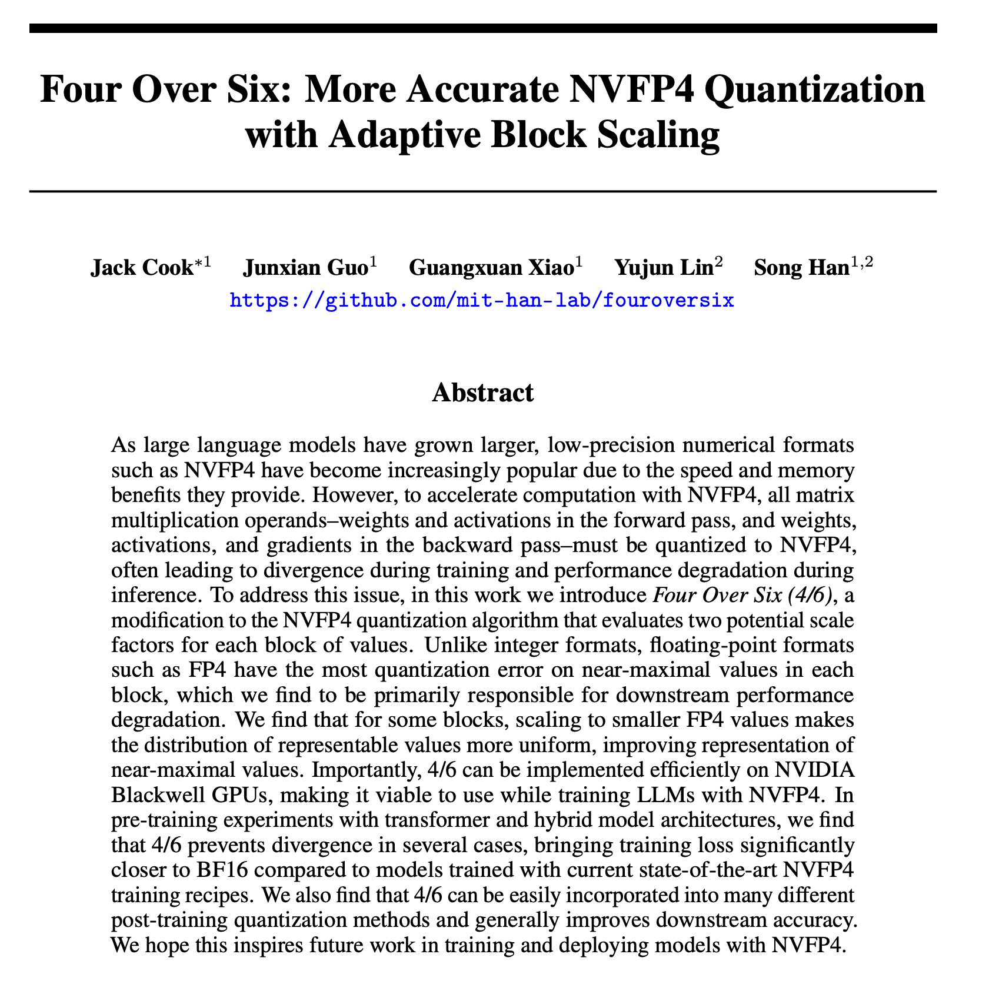 Four Over Six: More Accurate NVFP4 Quantization
with Adaptive Block Scaling
Jack Cook*1 Junxian Guo1 Guangxuan Xiao1 Yujun Lin2 Song Han1,2
https://github.com/mit-han-lab/fouroversix
Abstract
As large language models have grown larger, low-precision numerical formats
such as NVFP4 have become increasingly popular due to the speed and memory
benefits they provide. However, to accelerate computation with NVFP4, all matrix
multiplication operands–weights and activations in the forward pass, and weights,
activations, and gradients in the backward pass–must be quantized to NVFP4,
often leading to divergence during training and performance degradation during
inference. To address this issue, in this work we introduce Four Over Six (4/6), a
modification to the NVFP4 quantization algorithm that evaluates two potential scale
factors for each block of values. Unlike integer formats, floating-point formats
such as FP4 have the most quantization error on near-maximal values in each
block, which we find to be primarily responsible for downstream performance
degradation. We find that for some blocks, scaling to smaller FP4 values makes
the distribution of representable values more uniform, improving representation of
near-maximal values. Importantly, 4/6 can be implemented efficiently on NVIDIA
Blackwell GPUs, making it viable to use while training LLMs with NVFP4. In
pre-training experiments with transformer and hybrid model architectures, we find
that 4/6 prevents divergence in several cases, bringing training loss significantly
closer to BF16 compared to models trained with current state-of-the-art NVFP4
training recipes. We also find that 4/6 can be easily incorporated into many different
post-training quantization methods and generally improves downstream accuracy.
We hope this inspires future work in training and deploying models with NVFP4.